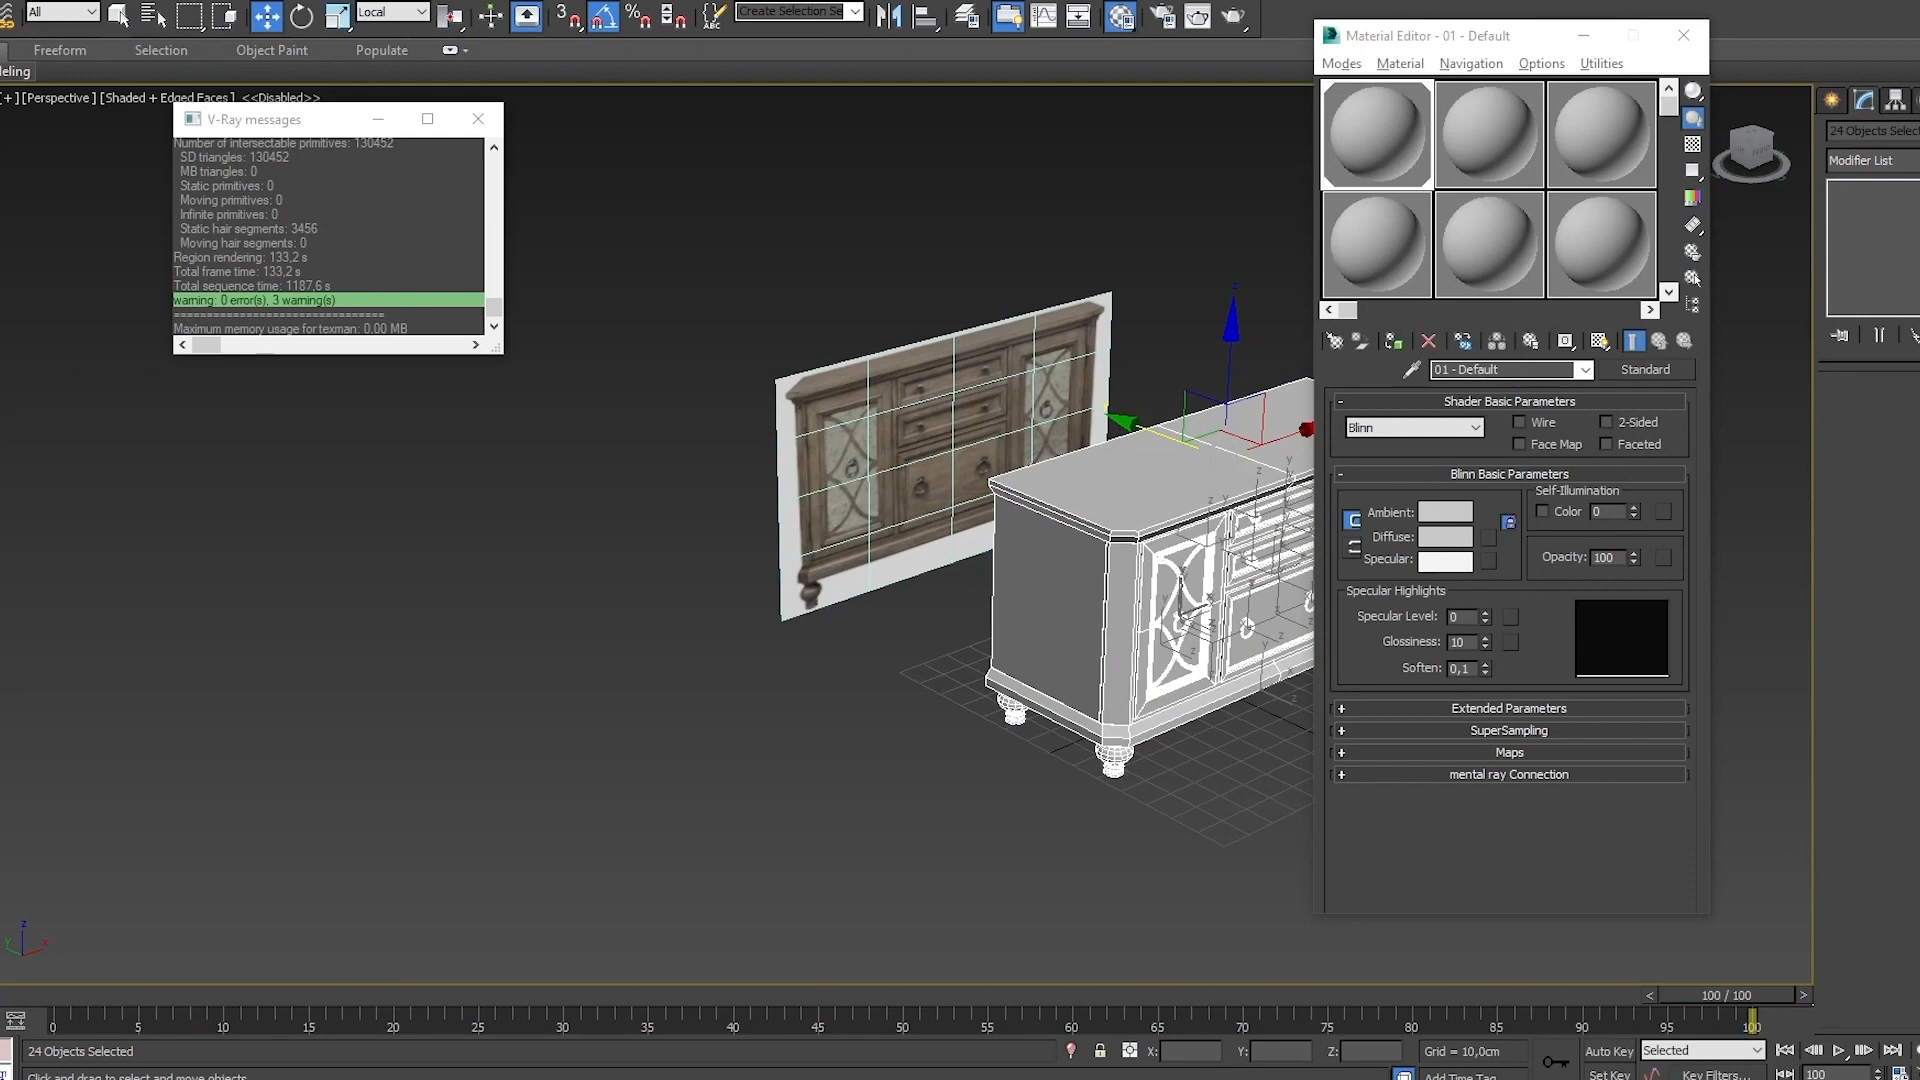 All
Local
Create Selection Se
Freeform
Selection
Object Paint
Populate
eling
[+][Perspective][Shaded + Edged Faces] <<Disabled>>
V-Ray messages
Number of intersectable primitives: 130452
SD triangles: 130452
MB triangles: 0
Static primitives: 0
Moving primitives: 0
Infinite primitives: 0
Static hair segments: 3456
Moving hair segments: 0
Region rendering: 133,2 s
Total frame time: 133,2 s
Total sequence time: 1187,6 s
warning: 0 error(s), 3 warning(s)
==============================
Maximum memory usage for texman: 0,00 MB
Material Editor - 01 - Default
Modes Material Navigation Options Utilities
01 - Default
Standard
Shader Basic Parameters
Blinn
Wire
2-Sided
Face Map
Faceted
Blinn Basic Parameters
Self-Illumination
Ambient:
Color 0
Diffuse:
Specular:
Opacity: 100
Specular Highlights
Specular Level: 0
Glossiness: 10
Soften: 0,1
Extended Parameters
SuperSampling
Maps
mental ray Connection
24 Objects Select
Modifier List
100 / 100
0 5 10 15 20 25 30 35 40 45 50 55 60 65 70 75 80 85 90 95 100
24 Objects Selected
X:
Y:
Z:
Grid = 10,0cm
Auto Key
Selected
Click and drag to select and move objects
Add Time Tag
Set Key
Key Filters...
100